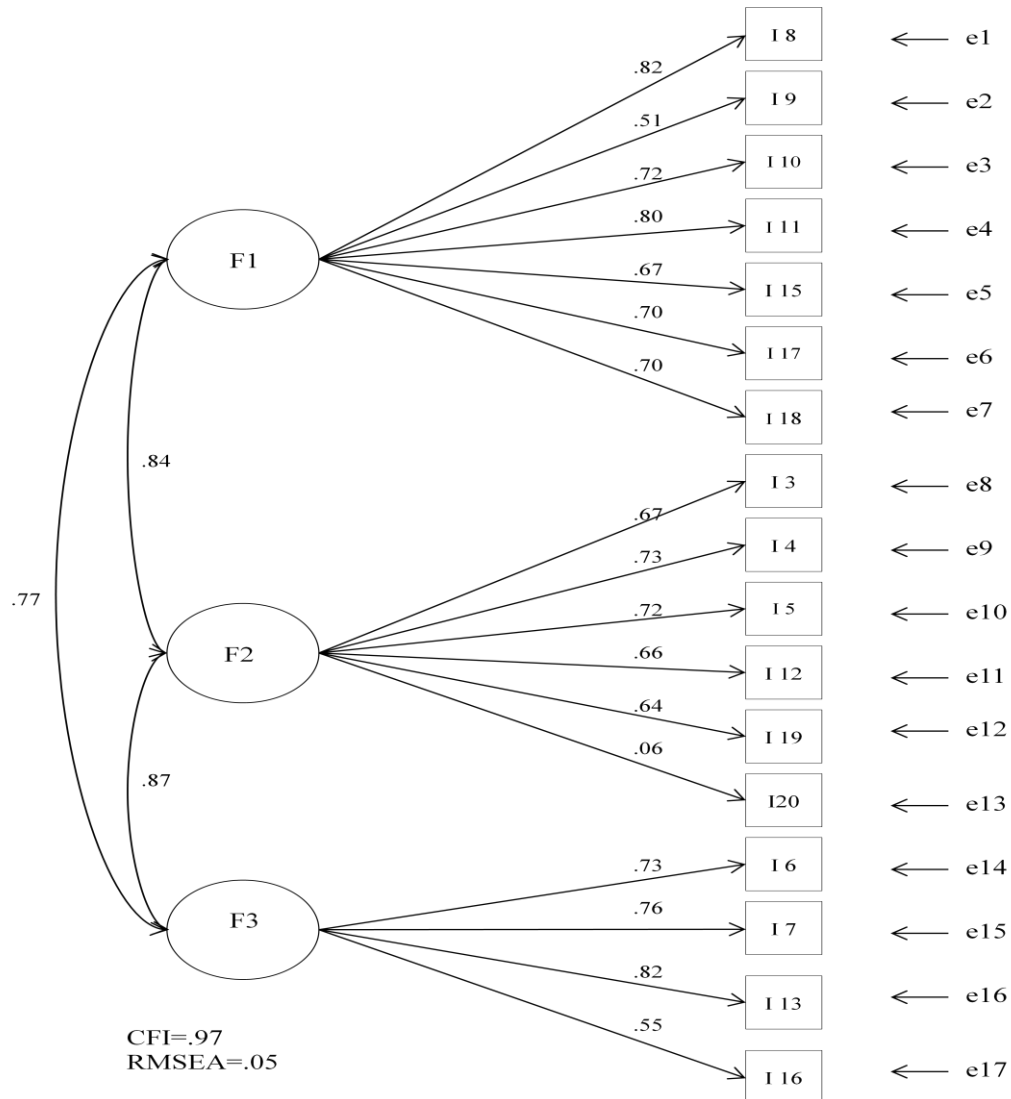 I 8
e1
.82
I 9
e2
.51
I 10
e3
.72
I 11
e4
.80
F1
I 15
e5
.67
I 17
e6
.70
I 18
e7
.70
.84
I 3
e8
.67
I 4
e9
.73
I 5
e10
.72
.77
F2
I 12
e11
.66
I 19
e12
.64
I20
e13
.06
.87
I 6
e14
.73
F3
I 7
e15
.76
I 13
e16
.82
I 16
e17
.55
CFI=.97
RMSEA=.05